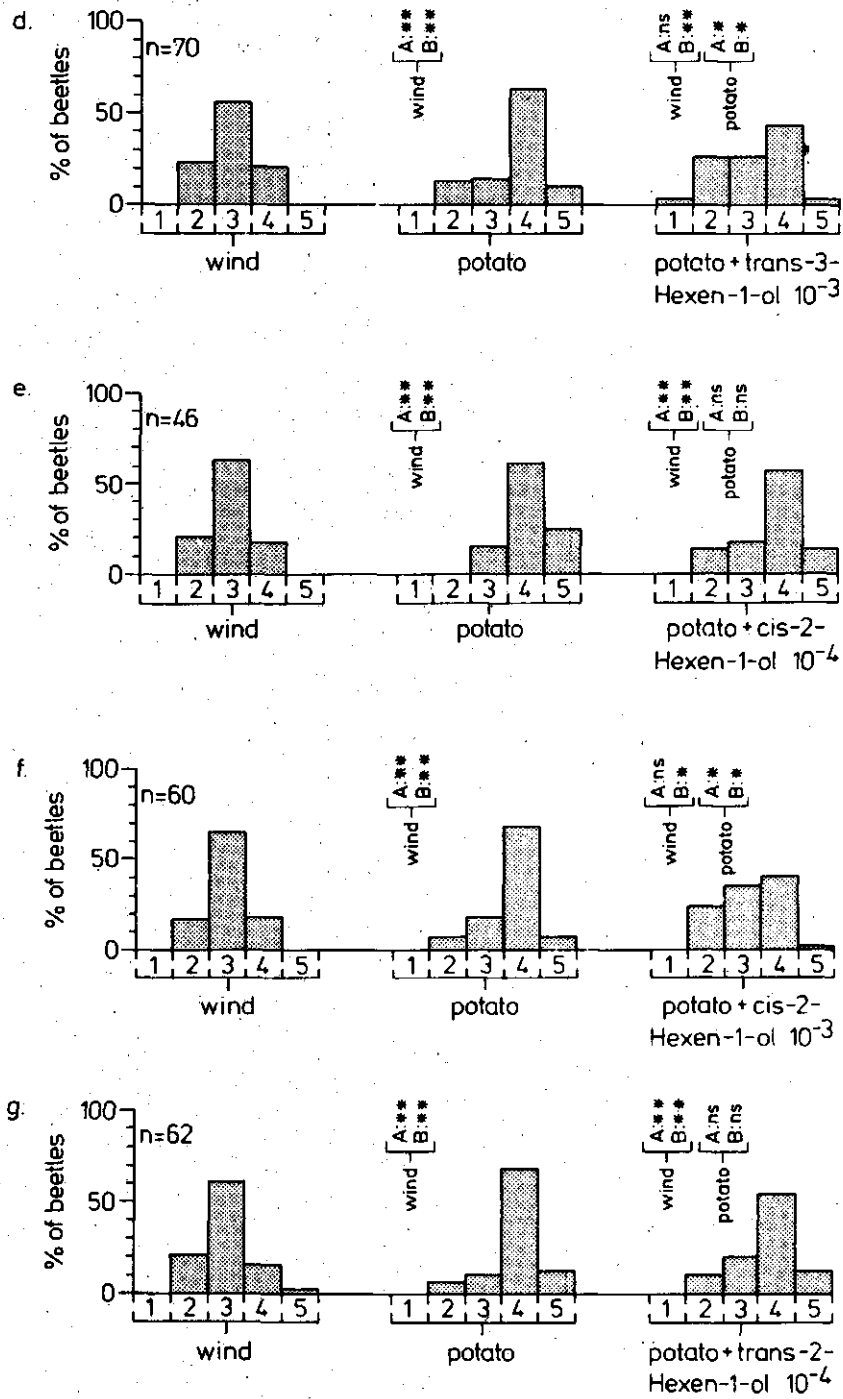 d.
% of beetles
100
50
0
n=70
1 2 3 4 5
wind
A:** B:**
wind
1 2 3 4 5
potato
A:ns B:**
wind
A:* B:*
potato
1 2 3 4 5
potato + trans-3-
Hexen-1-ol 10⁻³
e.
% of beetles
100
50
0
n=46
1 2 3 4 5
wind
A:** B:**
wind
1 2 3 4 5
potato
A:** B:**
wind
A:ns B:ns
potato
1 2 3 4 5
potato + cis-2-
Hexen-1-ol 10⁻⁴
f.
% of beetles
100
50
0
n=60
1 2 3 4 5
wind
A:** B:**
wind
1 2 3 4 5
potato
A:ns B:*
wind
A:* B:*
potato
1 2 3 4 5
potato + cis-2-
Hexen-1-ol 10⁻³
g.
% of beetles
100
50
0
n=62
1 2 3 4 5
wind
A:** B:**
wind
1 2 3 4 5
potato
A:** B:**
wind
A:ns B:ns
potato
1 2 3 4 5
potato + trans-2-
Hexen-1-ol 10⁻⁴